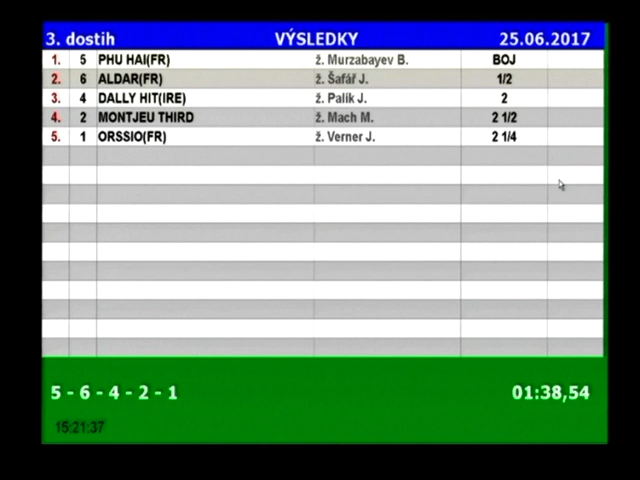 3. dostih VÝSLEDKY 25.06.2017
1. 5 PHU HAI(FR) ž. Murzabayev B. BOJ
2. 6 ALDAR(FR) ž. Šafář J. 1/2
3. 4 DALLY HIT(IRE) ž. Palík J. 2
4. 2 MONTJEU THIRD ž. Mach M. 2 1/2
5. 1 ORSSIO(FR) ž. Verner J. 2 1/4
5 - 6 - 4 - 2 - 1 01:38,54
15:21:37